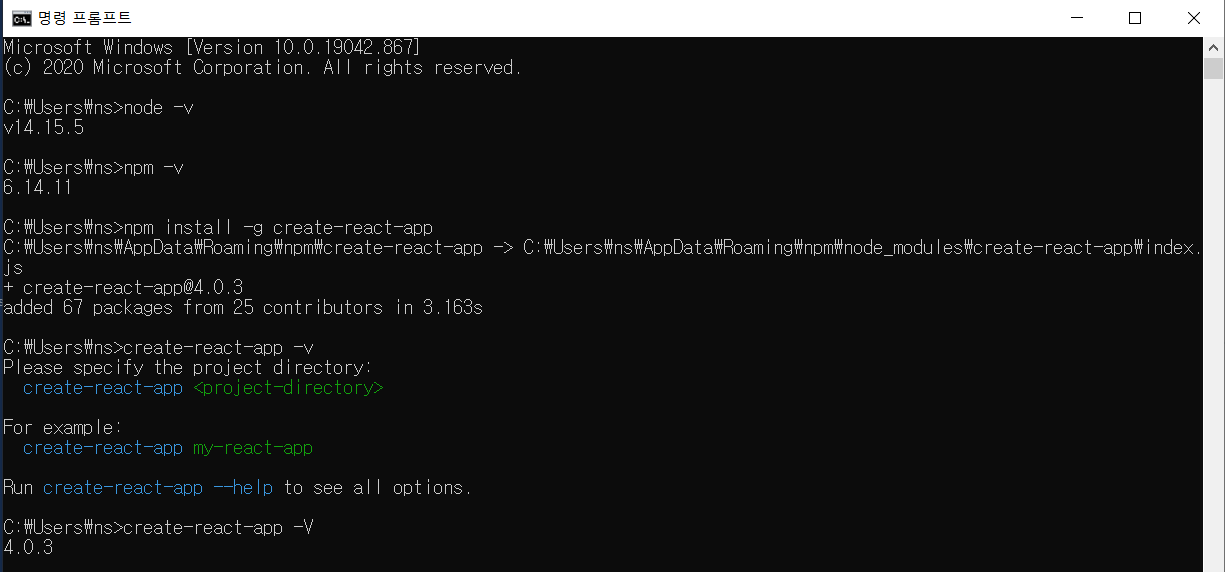 명령 프롬프트
Microsoft Windows [Version 10.0.19042.867]
(c) 2020 Microsoft Corporation. All rights reserved.
C:₩Users₩ns>node -v
v14.15.5
C:₩Users₩ns>npm -v
6.14.11
C:₩Users₩ns>npm install -g create-react-app
C:₩Users₩ns₩AppData₩Roaming₩npm₩create-react-app -> C:₩Users₩ns₩AppData₩Roaming₩npm₩node_modules₩create-react-app₩index.
js
+ create-react-app@4.0.3
added 67 packages from 25 contributors in 3.163s
C:₩Users₩ns>create-react-app -v
Please specify the project directory:
  create-react-app <project-directory>
For example:
  create-react-app my-react-app
Run create-react-app --help to see all options.
C:₩Users₩ns>create-react-app -V
4.0.3